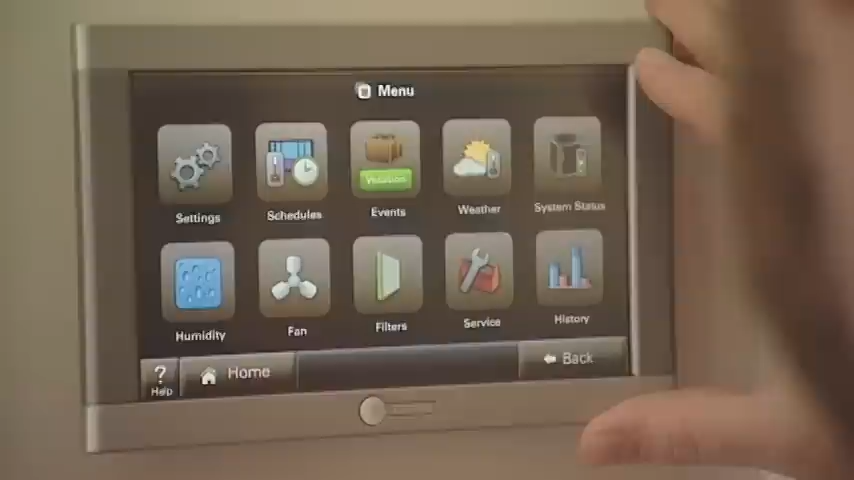 Menu
Vacation
Settings
Schedules
Events
Weather
System Status
Humidity
Fan
Filters
Service
History
?
Help
Home
Back